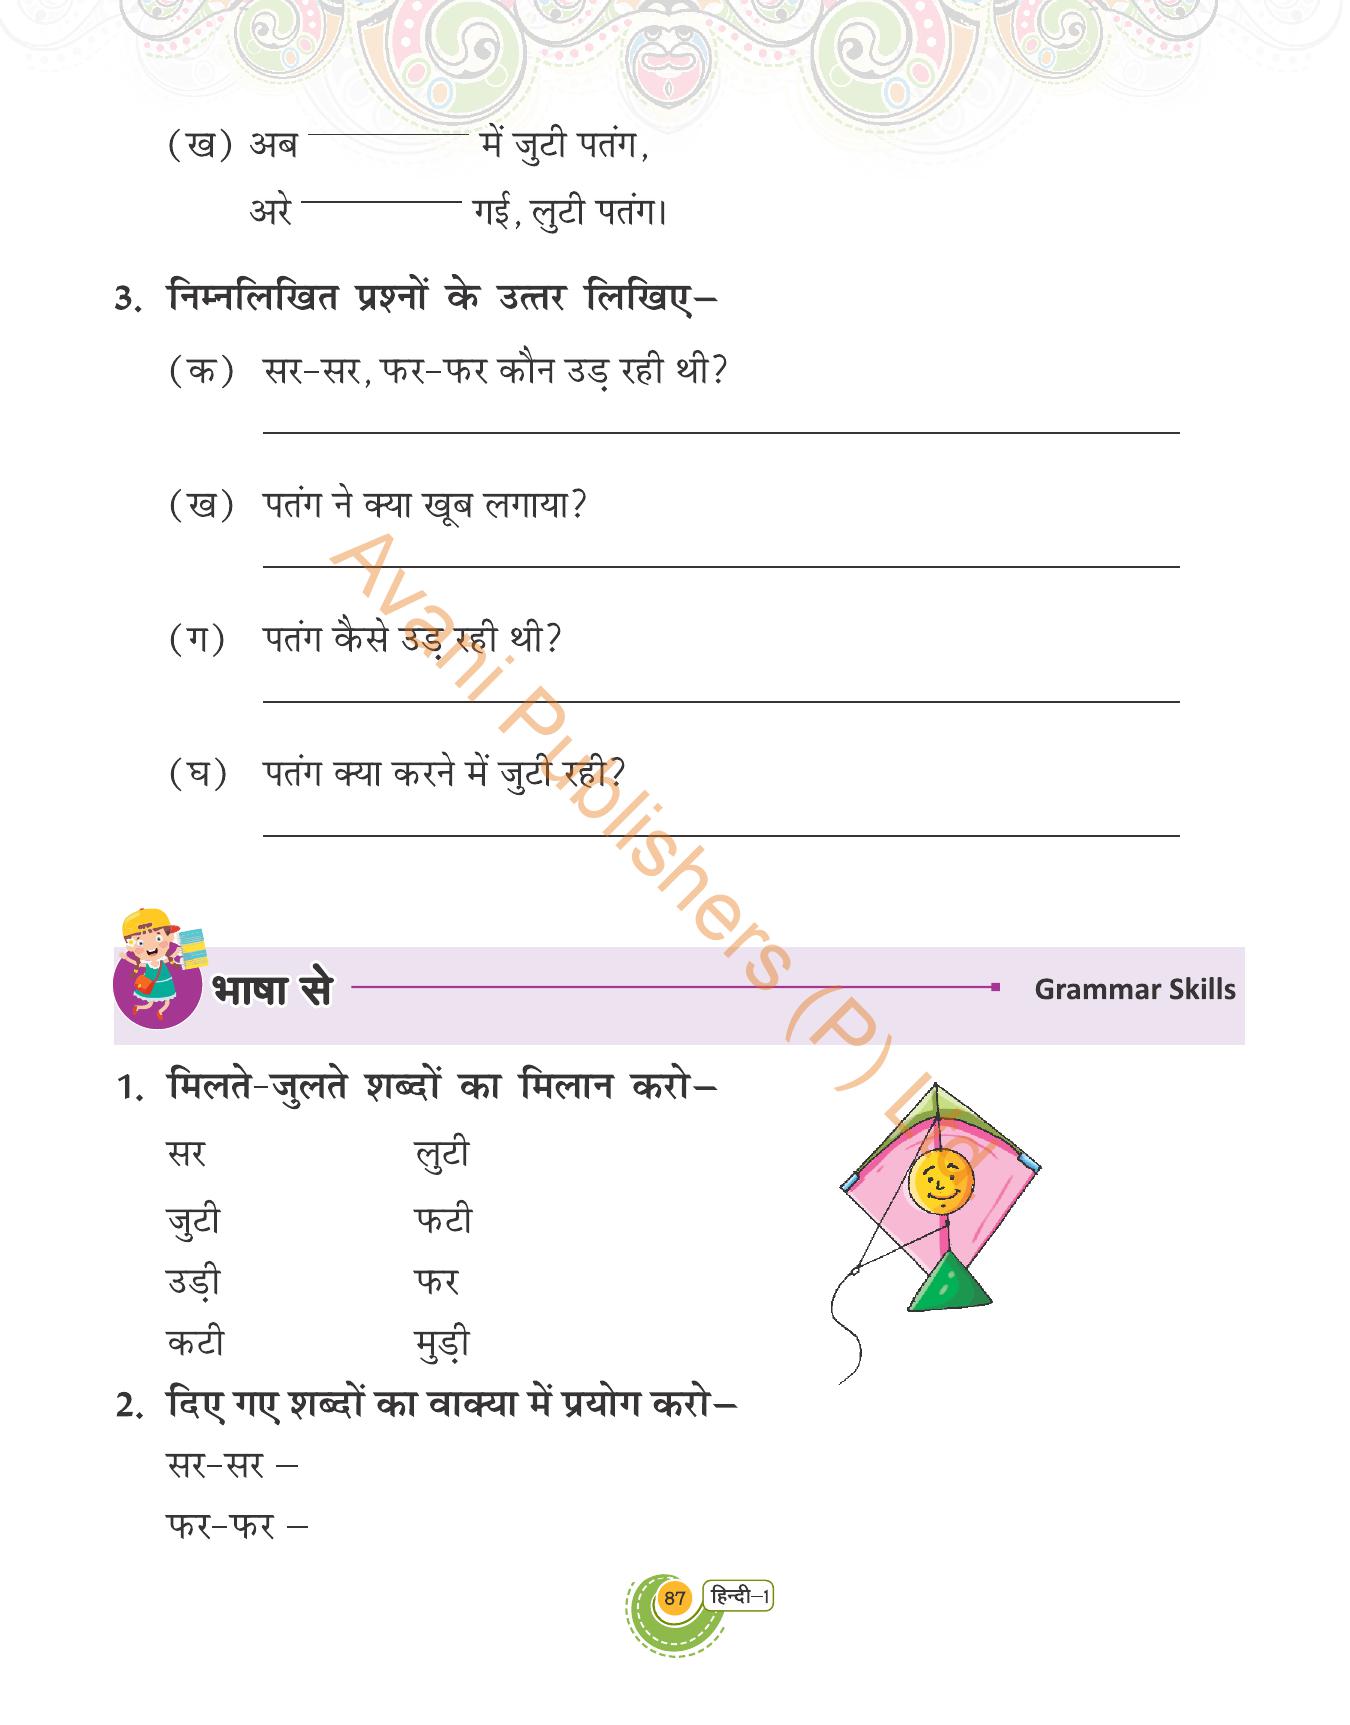 (ख) अब ____________ में जुटी पतंग,
अरे ____________ गई, लुटी पतंग।
3. निम्नलिखित प्रश्नों के उत्तर लिखिए–
(क) सर-सर, फर-फर कौन उड़ रही थी?
(ख) पतंग ने क्या खूब लगाया?
(ग) पतंग कैसे उड़ रही थी?
(घ) पतंग क्या करने में जुटी रही?
Avani Publishers (P) Ltd
भाषा से Grammar Skills
1. मिलते-जुलते शब्दों का मिलान करो–
सर लुटी
जुटी फटी
उड़ी फर
कटी मुड़ी
2. दिए गए शब्दों का वाक्या में प्रयोग करो–
सर-सर –
फर-फर –
87 हिन्दी–1